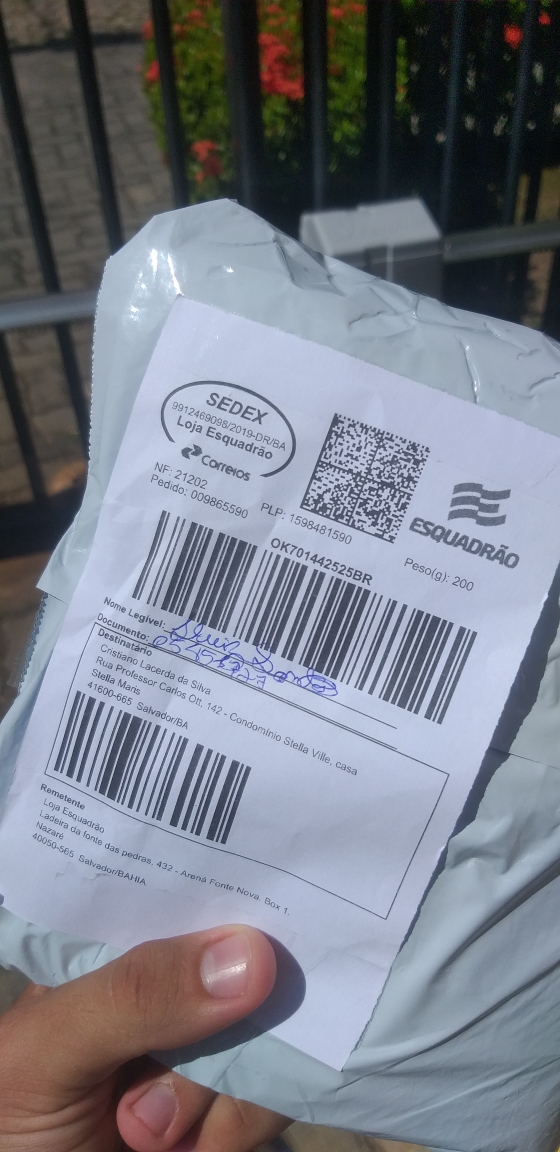 SEDEX
9912469096/2019-DR/BA
Loja Esquadrão
Correios
NF: 21202
Pedido: 009865590
PLP: 1598481590
ESQUADRÃO
Peso(g): 200
OK701442525BR
Nome Legível:
Documento:
Destinatário
Cristiano Lacerda da Silva
Rua Professor Carlos Ott, 142 - Condomínio Stella Ville, casa
Stella Maris
41600-665 Salvador/BA
Remetente
Loja Esquadrão
Ladeira da fonte das pedras, 432 - Arena Fonte Nova. Box 1.
Nazaré
40050-565 Salvador/BAHIA